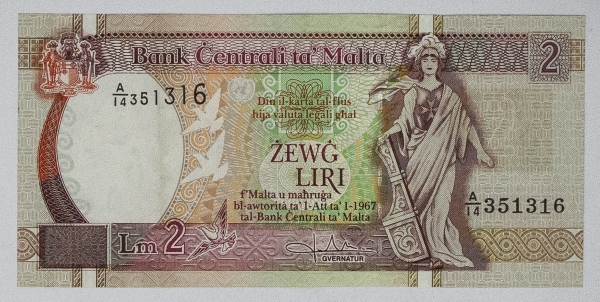 Bank Ċentrali ta' Malta
2
A/14 351316
Din il-karta tal-flus
hija valuta legali għal
ŻEWĠ
LIRI
f'Malta u maħruġa
bl-awtorità ta' l-Att ta' l-1967
tal-Bank Ċentrali ta' Malta
A/14 351316
Lm 2
GVERNATUR